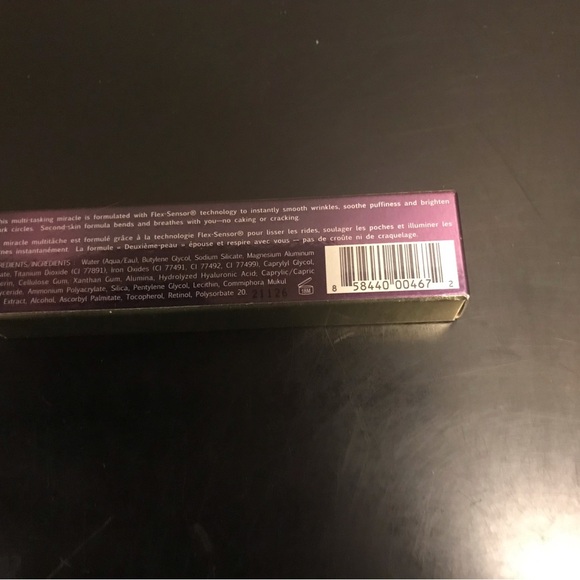 his multi-tasking miracle is formulated with Flex-Sensor® technology to instantly smooth wrinkles, soothe puffiness and brighten
rk circles. Second-skin formula bends and breathes with you—no caking or cracking.
miracle multitâche est formulé grâce à la technologie Flex-Sensor® pour lisser les rides, soulager les poches et illuminer les
nes instantanément. La formule « Deuxième-peau » épouse et respire avec vous — pas de croûte ni de craquelage.
REDIENTS, INGRÉDIENTS Water (Aqua/Eau), Butylene Glycol, Sodium Silicate, Magnesium Aluminum
ate, Titanium Dioxide (CI 77891), Iron Oxides (CI 77491, CI 77492, CI 77499), Caprylyl Glycol,
erin, Cellulose Gum, Xanthan Gum, Alumina, Hydrolyzed Hyaluronic Acid, Caprylic/Capric
lyceride, Ammonium Polyacrylate, Silica, Pentylene Glycol, Lecithin, Commiphora Mukul
Extract, Alcohol, Ascorbyl Palmitate, Tocopherol, Retinol, Polysorbate 20. 21126
18M
8 58440 00467 2